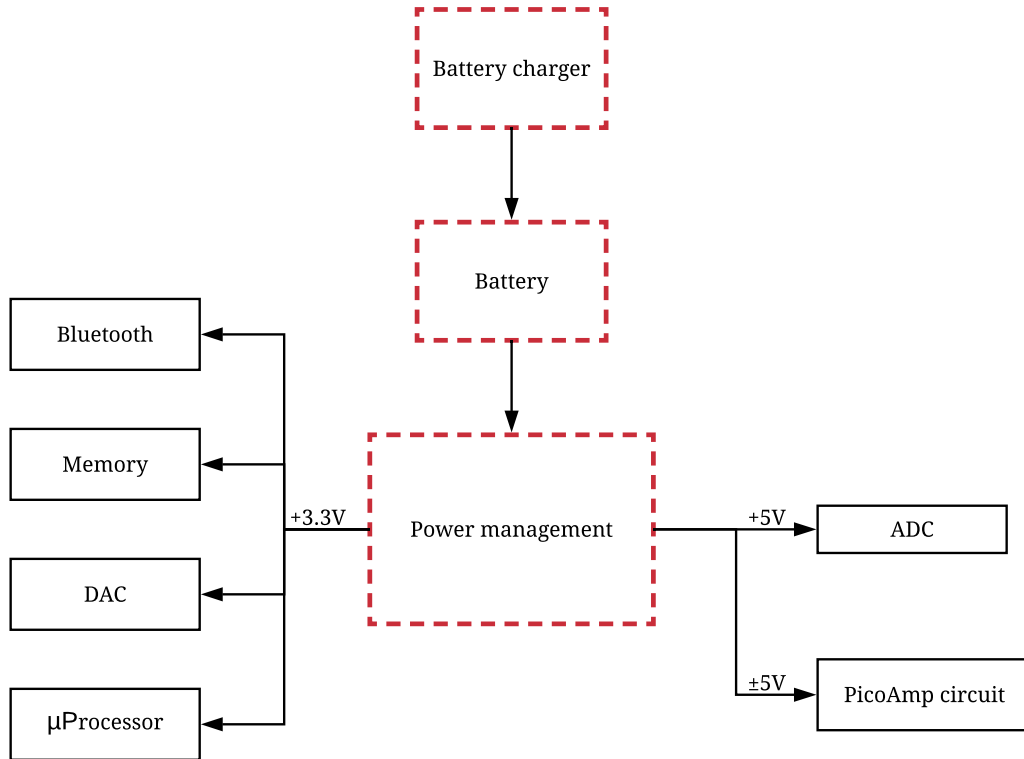 Battery charger
Battery
Bluetooth
Memory
+3.3V
Power management
+5V
ADC
DAC
±5V
PicoAmp circuit
µProcessor